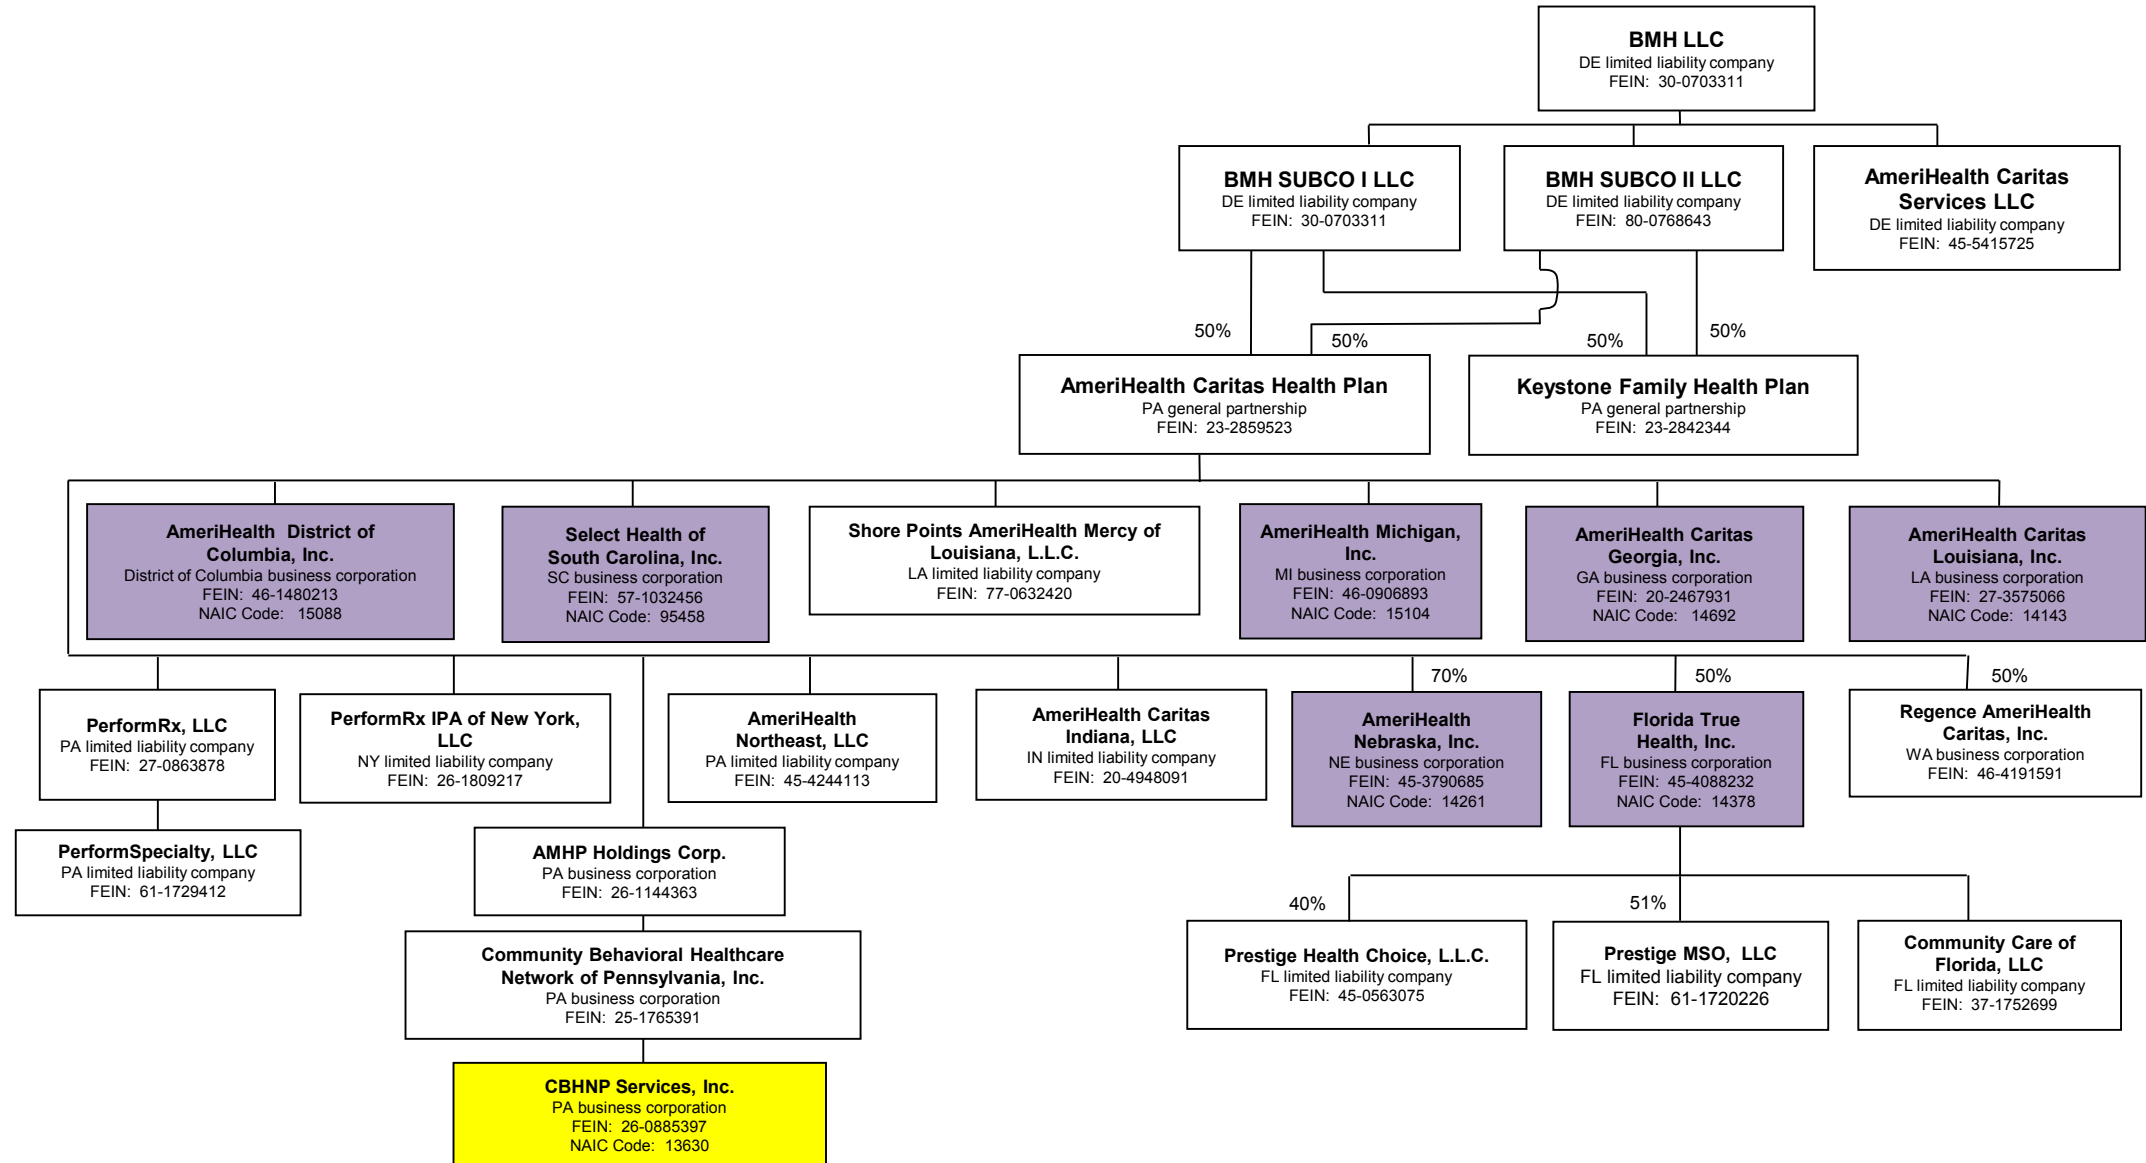 BMH LLC
DE limited liability company
FEIN: 30-0703311
BMH SUBCO I LLC
DE limited liability company
FEIN: 30-0703311
BMH SUBCO II LLC
DE limited liability company
FEIN: 80-0768643
AmeriHealth Caritas
Services LLC
DE limited liability company
FEIN: 45-5415725
50%
50%
50%
50%
AmeriHealth Caritas Health Plan
PA general partnership
FEIN: 23-2859523
Keystone Family Health Plan
PA general partnership
FEIN: 23-2842344
AmeriHealth District of
Columbia, Inc.
District of Columbia business corporation
FEIN: 46-1480213
NAIC Code: 15088
Select Health of
South Carolina, Inc.
SC business corporation
FEIN: 57-1032456
NAIC Code: 95458
Shore Points AmeriHealth Mercy of
Louisiana, L.L.C.
LA limited liability company
FEIN: 77-0632420
AmeriHealth Michigan,
Inc.
MI business corporation
FEIN: 46-0906893
NAIC Code: 15104
AmeriHealth Caritas
Georgia, Inc.
GA business corporation
FEIN: 20-2467931
NAIC Code: 14692
AmeriHealth Caritas
Louisiana, Inc.
LA business corporation
FEIN: 27-3575066
NAIC Code: 14143
PerformRx, LLC
PA limited liability company
FEIN: 27-0863878
PerformRx IPA of New York,
LLC
NY limited liability company
FEIN: 26-1809217
AmeriHealth
Northeast, LLC
PA limited liability company
FEIN: 45-4244113
AmeriHealth Caritas
Indiana, LLC
IN limited liability company
FEIN: 20-4948091
70%
AmeriHealth
Nebraska, Inc.
NE business corporation
FEIN: 45-3790685
NAIC Code: 14261
50%
Florida True
Health, Inc.
FL business corporation
FEIN: 45-4088232
NAIC Code: 14378
50%
Regence AmeriHealth
Caritas, Inc.
WA business corporation
FEIN: 46-4191591
PerformSpecialty, LLC
PA limited liability company
FEIN: 61-1729412
AMHP Holdings Corp.
PA business corporation
FEIN: 26-1144363
40%
Prestige Health Choice, L.L.C.
FL limited liability company
FEIN: 45-0563075
51%
Prestige MSO, LLC
FL limited liability company
FEIN: 61-1720226
Community Care of
Florida, LLC
FL limited liability company
FEIN: 37-1752699
Community Behavioral Healthcare
Network of Pennsylvania, Inc.
PA business corporation
FEIN: 25-1765391
CBHNP Services, Inc.
PA business corporation
FEIN: 26-0885397
NAIC Code: 13630